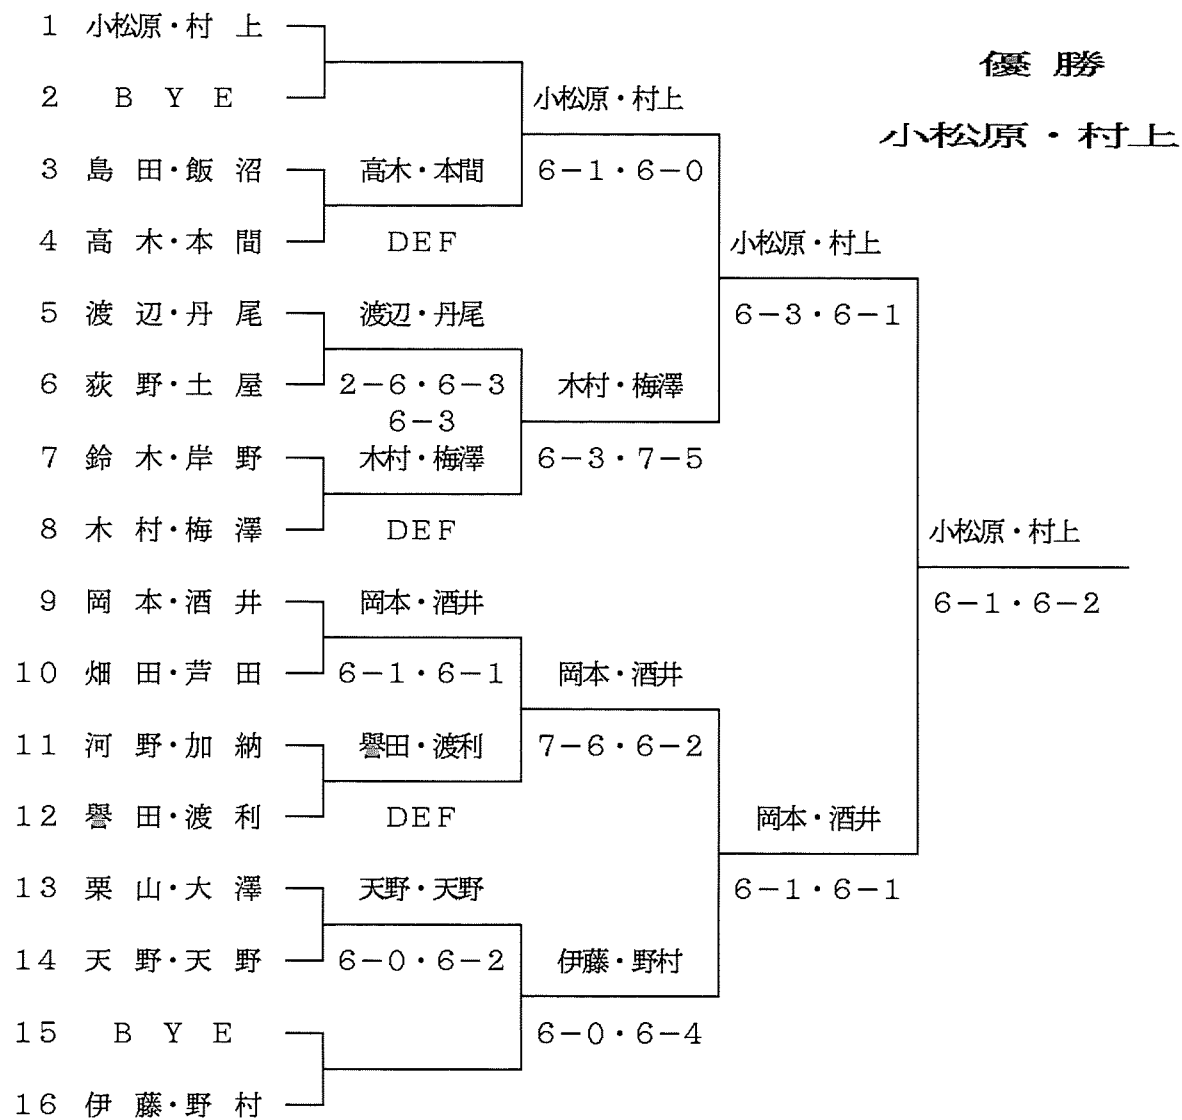 1 小松原・村 上
優 勝
2 B Y E
小松原・村上
小松原・村上
3 島 田・飯 沼
高木・本間
6-1・6-0
4 高 木・本 間
DEF
小松原・村上
5 渡 辺・丹 尾
渡辺・丹尾
6-3・6-1
6 荻 野・土 屋
2-6・6-3
6-3
木村・梅澤
7 鈴 木・岸 野
木村・梅澤
6-3・7-5
8 木 村・梅 澤
DEF
小松原・村上
9 岡 本・酒 井
岡本・酒井
6-1・6-2
10 畑 田・芦 田
6-1・6-1
岡本・酒井
11 河 野・加 納
譽田・渡利
7-6・6-2
12 譽 田・渡 利
DEF
岡本・酒井
13 栗 山・大 澤
天野・天野
6-1・6-1
14 天 野・天 野
6-0・6-2
伊藤・野村
15 B Y E
6-0・6-4
16 伊 藤・野 村